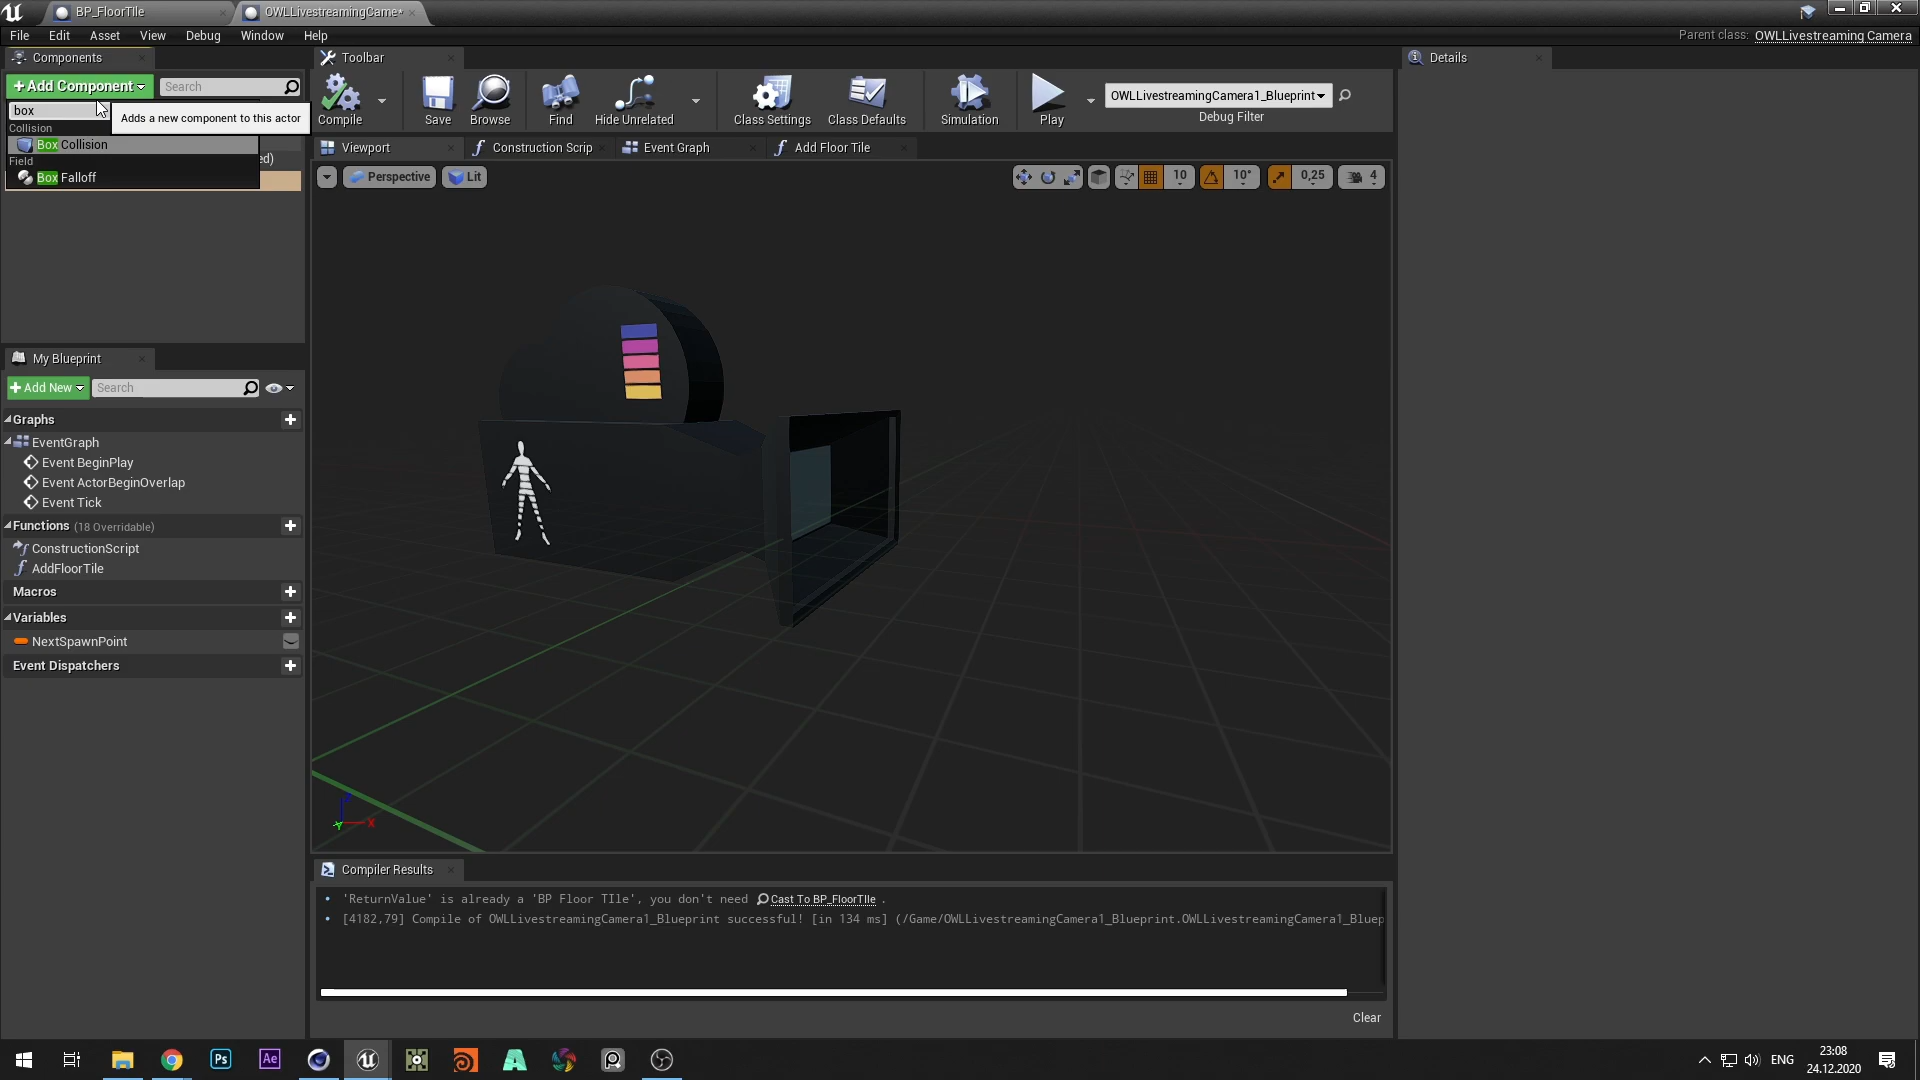 BP_FloorTIle
OWLLivestreamingCame*
File Edit Asset View Debug Window Help
Parent class: OWLLivestreaming Camera
Components
Toolbar
Details
+Add Component
Search
box
Adds a new component to this actor
Collision
Box Collision
ed)
Field
Box Falloff
Compile
Save
Browse
Find
Hide Unrelated
Class Settings
Class Defaults
Simulation
Play
OWLLivestreamingCamera1_Blueprint
Debug Filter
Viewport
Construction Scrip
Event Graph
Add Floor Tile
Perspective
Lit
10
10°
0,25
4
My Blueprint
+Add New
Search
Graphs
EventGraph
Event BeginPlay
Event ActorBeginOverlap
Event Tick
Functions (18 Overridable)
ConstructionScript
AddFloorTile
Macros
Variables
NextSpawnPoint
Event Dispatchers
X
Compiler Results
'ReturnValue' is already a 'BP Floor TIle', you don't need Cast To BP_FloorTIle .
[4182,79] Compile of OWLLivestreamingCamera1_Blueprint successful! [in 134 ms] (/Game/OWLLivestreamingCamera1_Blueprint.OWLLivestreamingCamera1_Bluep
Clear
Ps
Ae
ENG
23:08
24.12.2020